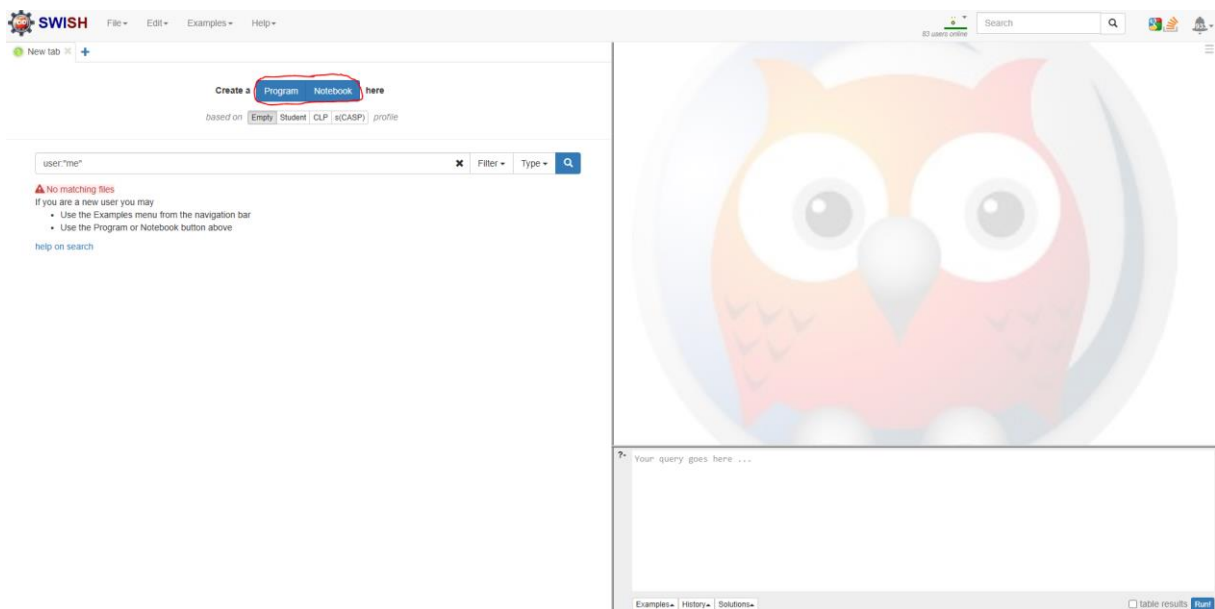 SWISH File Edit Examples Help
83 users online
Search
New tab
Create a Program Notebook here
based on Empty Student CLP s(CASP) profile
user:"me" Filter Type
No matching files
If you are a new user you may
• Use the Examples menu from the navigation bar
• Use the Program or Notebook button above
help on search
?- Your query goes here ...
Examples History Solutions table results Run!